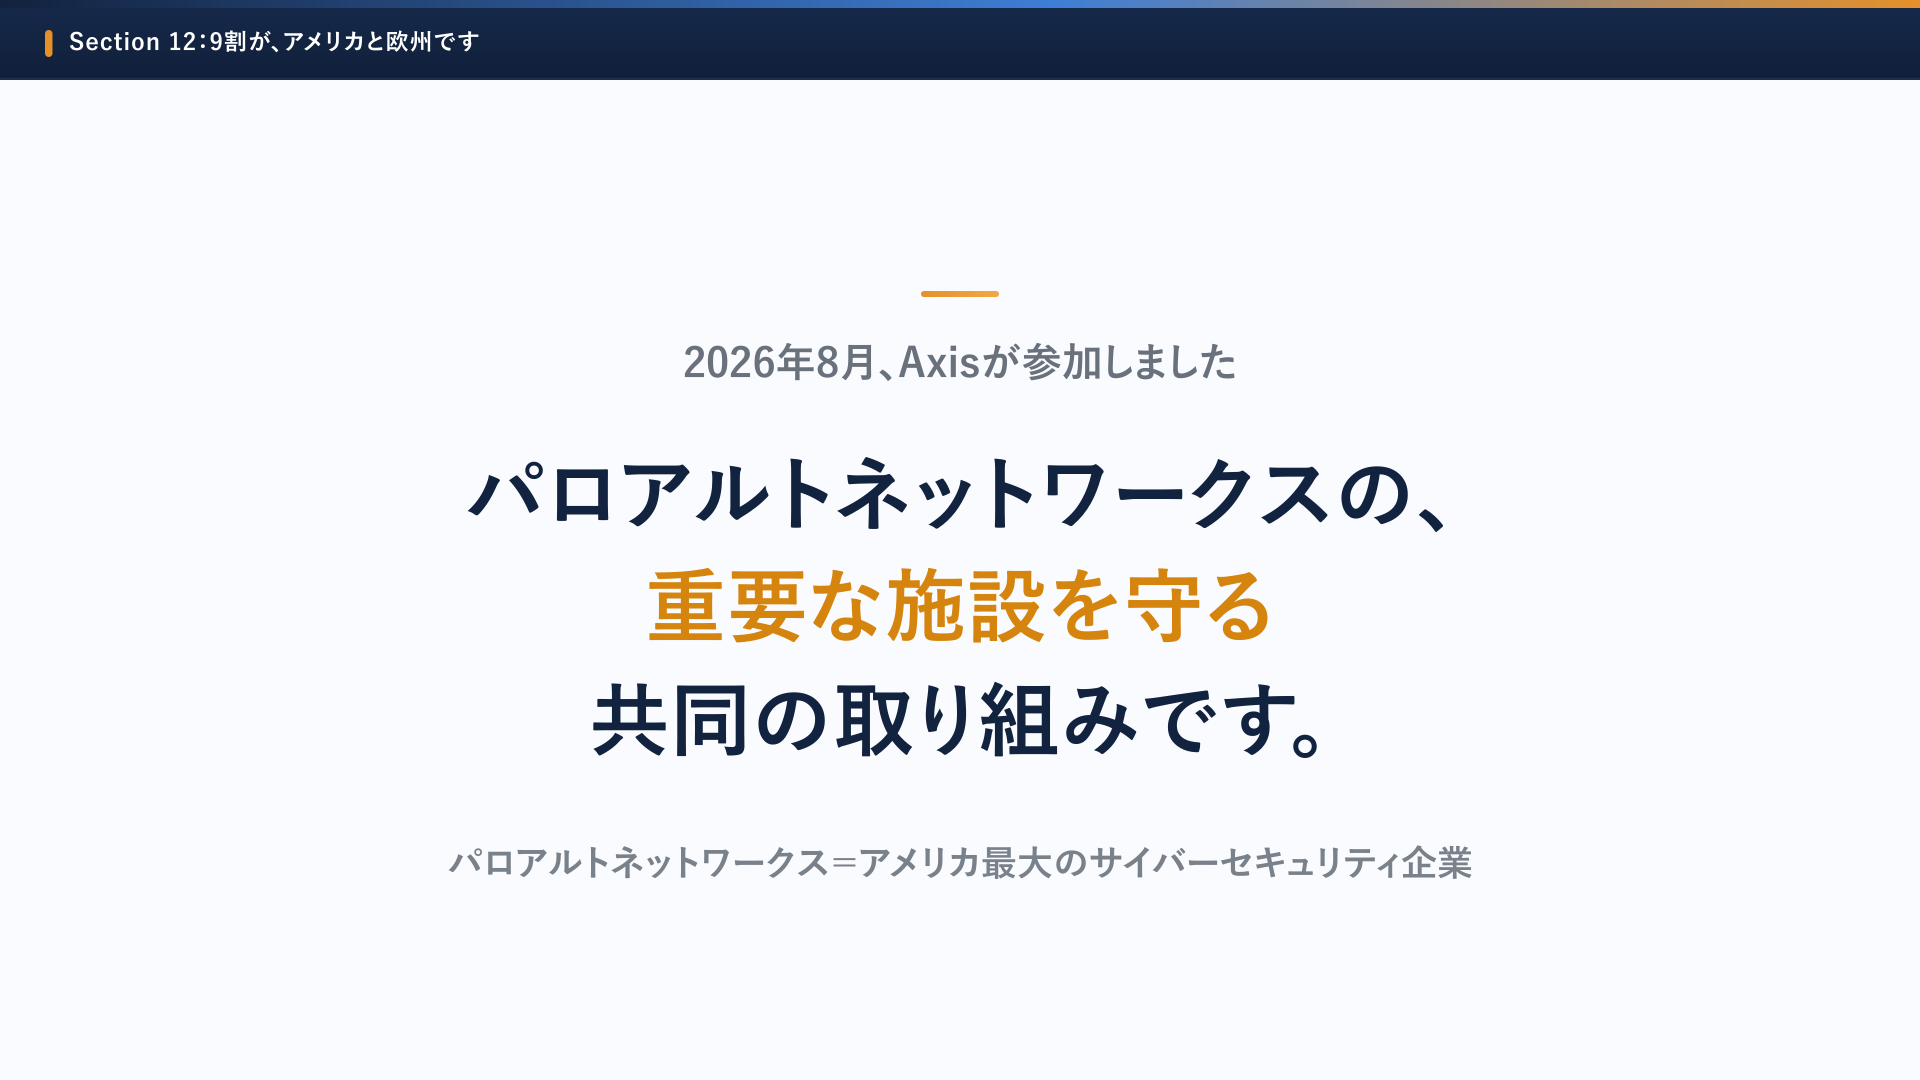 Section 12：9割が、アメリカと欧州です
2026年8月、Axisが参加しました
パロアルトネットワークスの、
重要な施設を守る
共同の取り組みです。
パロアルトネットワークス＝アメリカ最大のサイバーセキュリティ企業